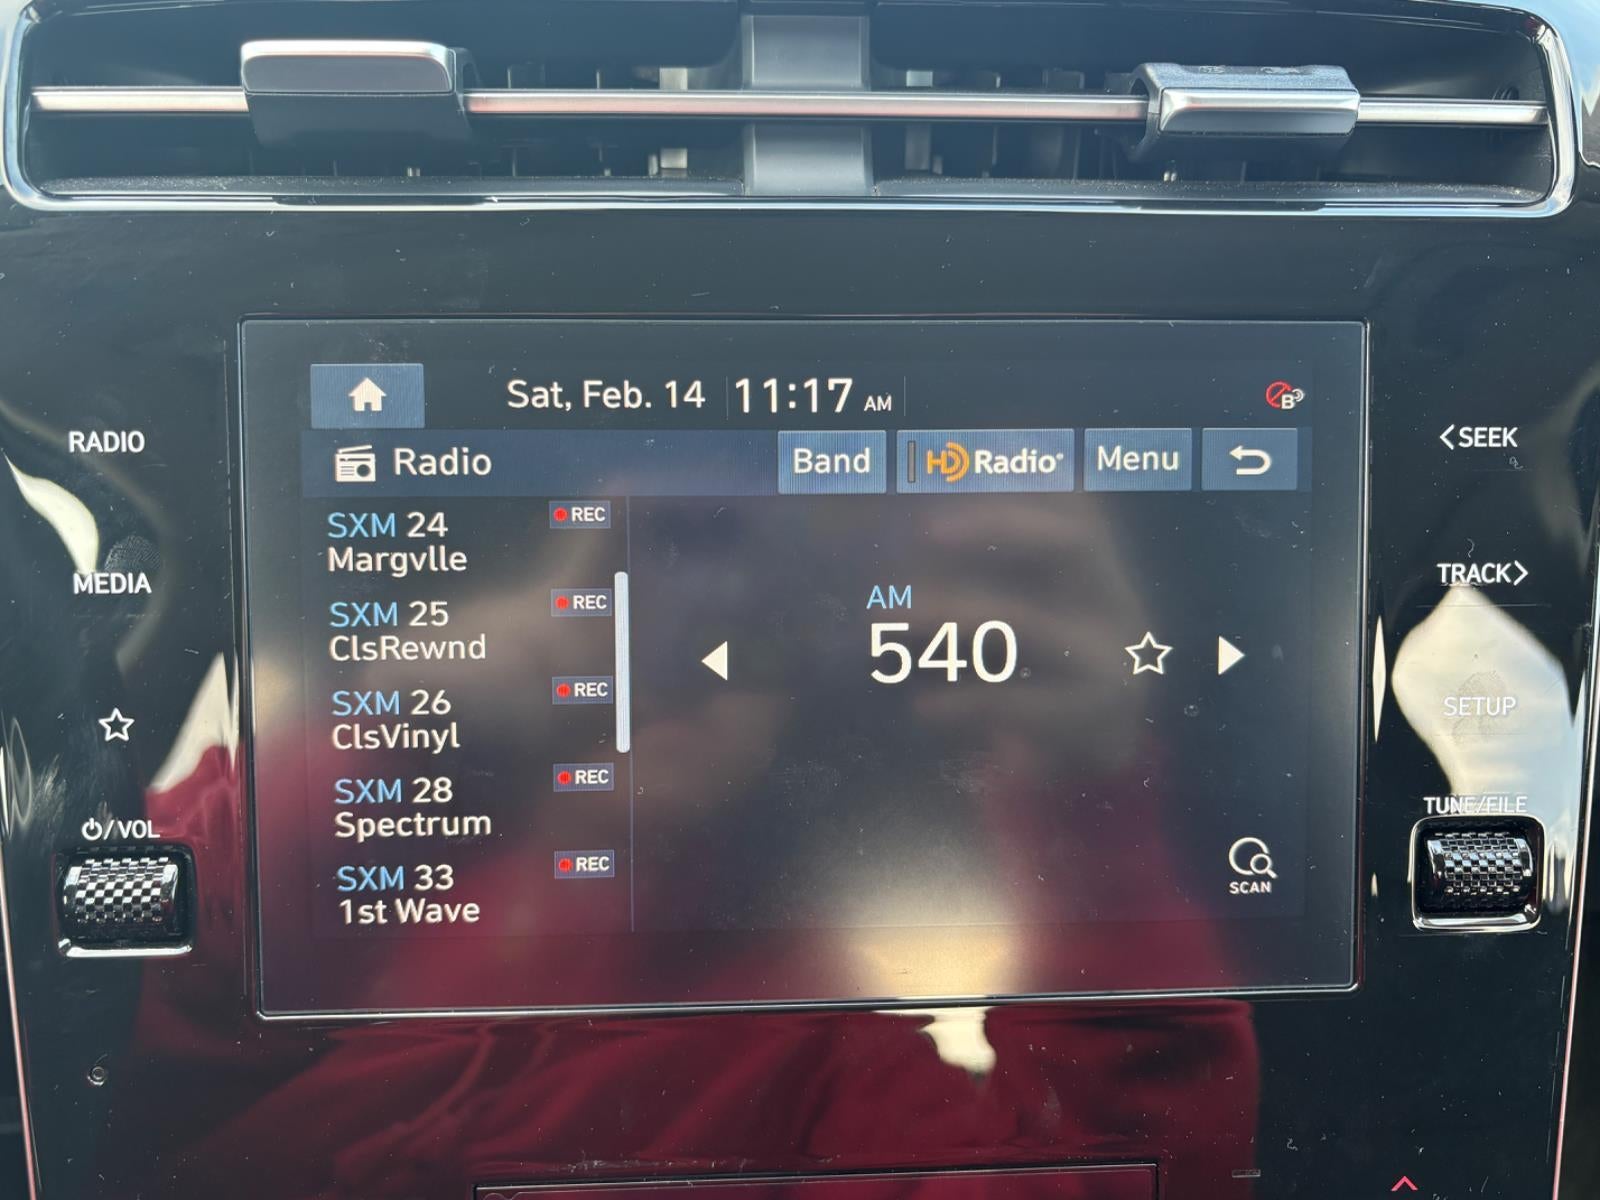 Sat, Feb. 14 11:17 AM
B
RADIO
<SEEK
Radio
Band
HD Radio
Menu
SXM 24
REC
Margvlle
MEDIA
TRACK>
SXM 25
REC
ClsRewnd
AM
540
SXM 26
REC
ClsVinyl
SETUP
SXM 28
REC
Spectrum
/VOL
TUNE/FILE
SXM 33
REC
1st Wave
SCAN